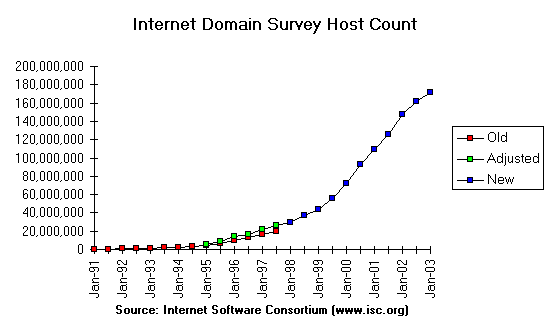 Internet Domain Survey Host Count
200,000,000
180,000,000
160,000,000
140,000,000
120,000,000
100,000,000
80,000,000
60,000,000
40,000,000
20,000,000
0
Jan-91
Jan-92
Jan-93
Jan-94
Jan-95
Jan-96
Jan-97
Jan-98
Jan-99
Jan-00
Jan-01
Jan-02
Jan-03
Old
Adjusted
New
Source: Internet Software Consortium (www.isc.org)